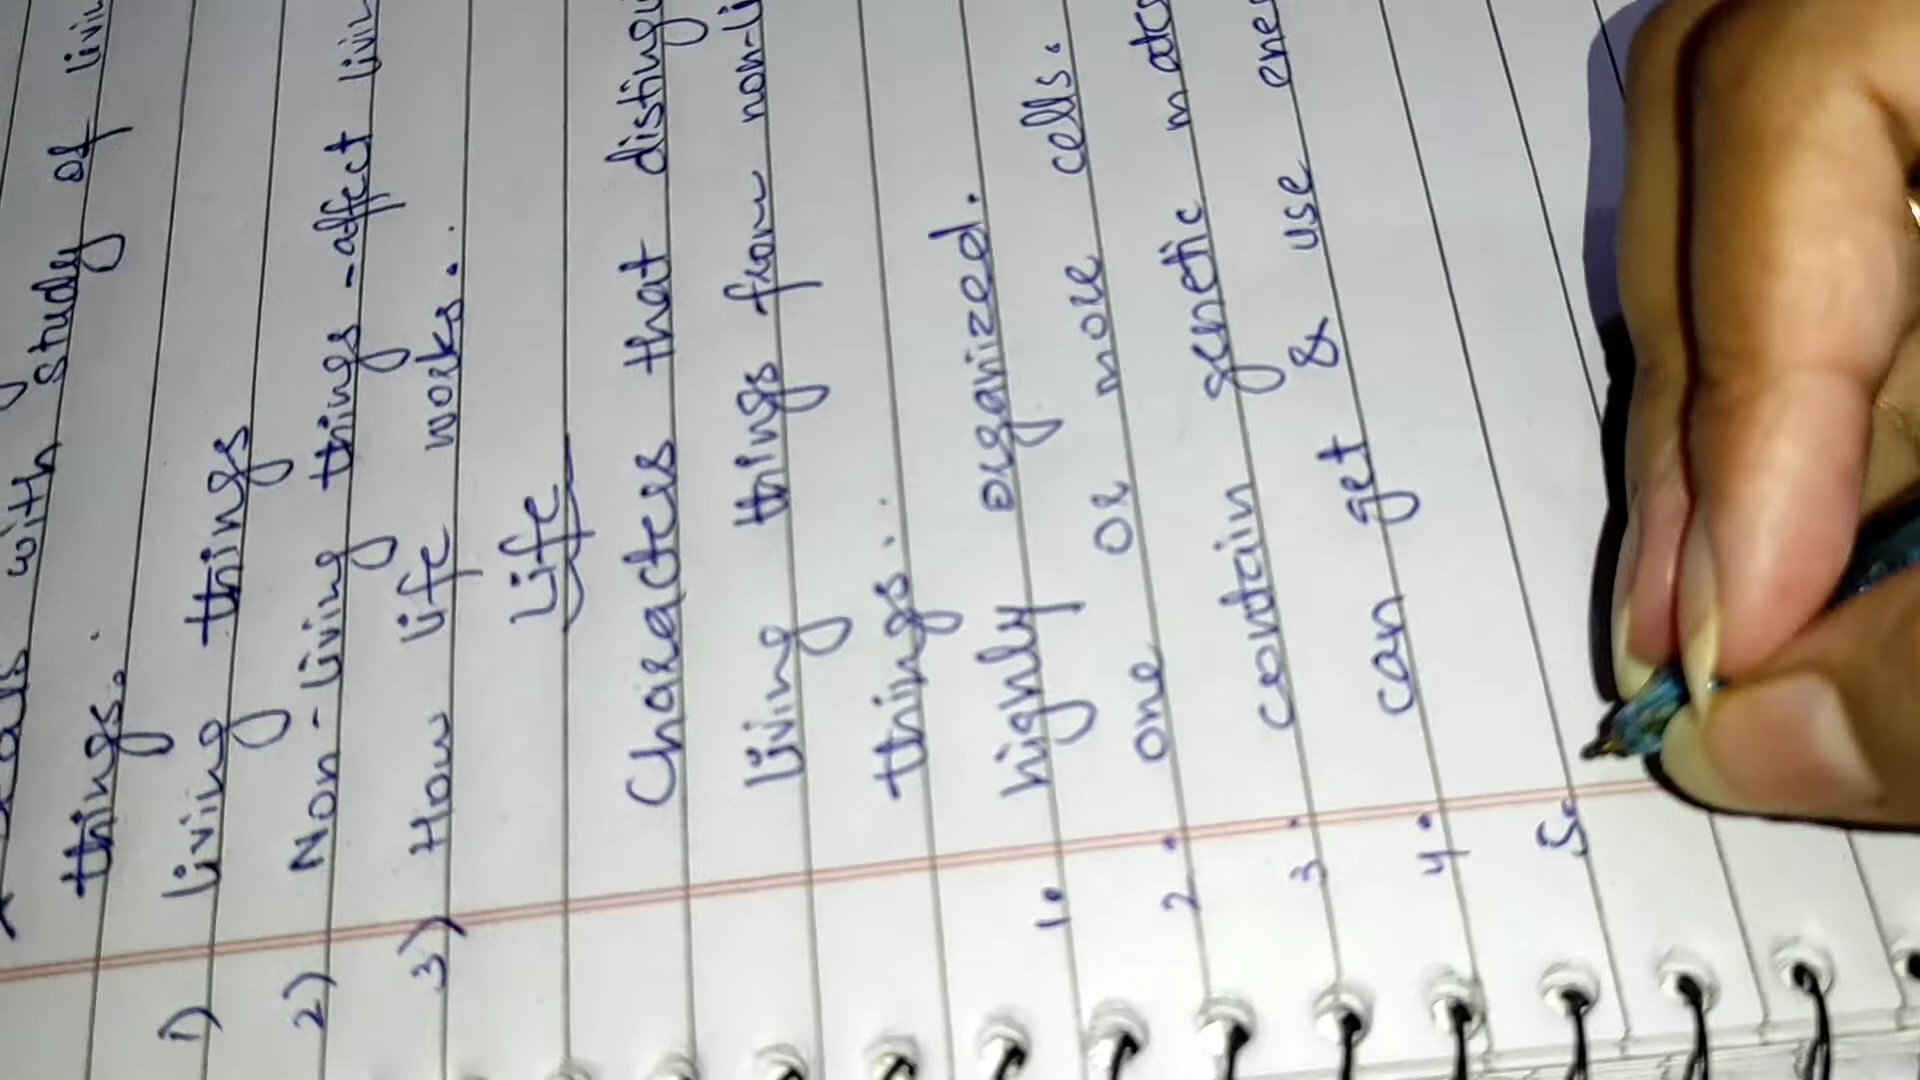 with study of
things.
1) living things
2) Non-living things-affect
3) How life works.
Life
Characters that
living things from
things.
1. highly organized.
2. one or more cells.
3. contain genetic
4. can get & use
5.